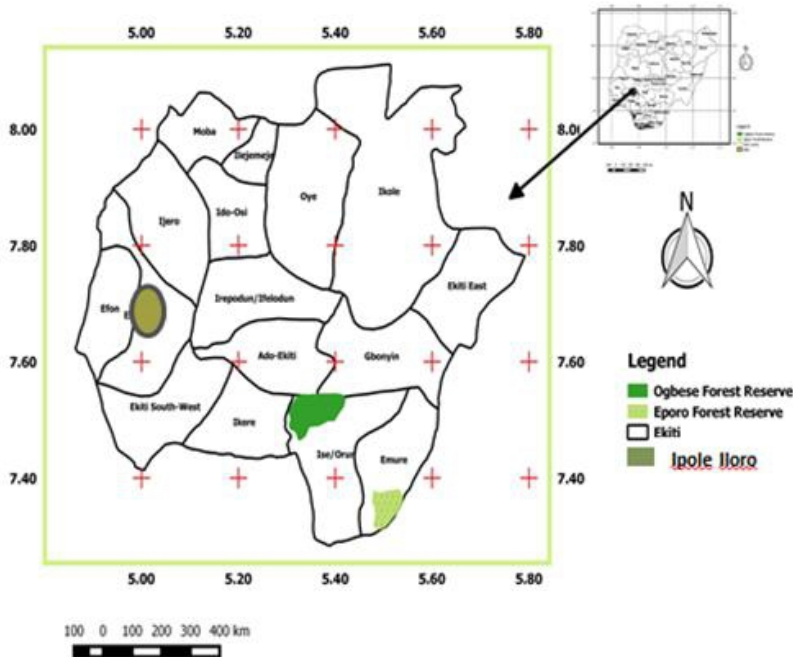 5.00 5.20 5.40 5.60 5.80
8.00 8.00
Moba
Ilejemeje
Oye
Ikole
Ijero
Ido-Osi
7.80 7.80
Ekiti East
Efon
Irepodun/Ifelodun
Ado-Ekiti
Gbonyin
7.60 7.60
Ekiti South-West
Ikere
Ise/Orun
Emure
7.40 7.40
5.00 5.20 5.40 5.60 5.80
N
Legend
Ogbese Forest Reserve
Eporo Forest Reserve
Ekiti
Ipole Iloro
100 0 100 200 300 400 km